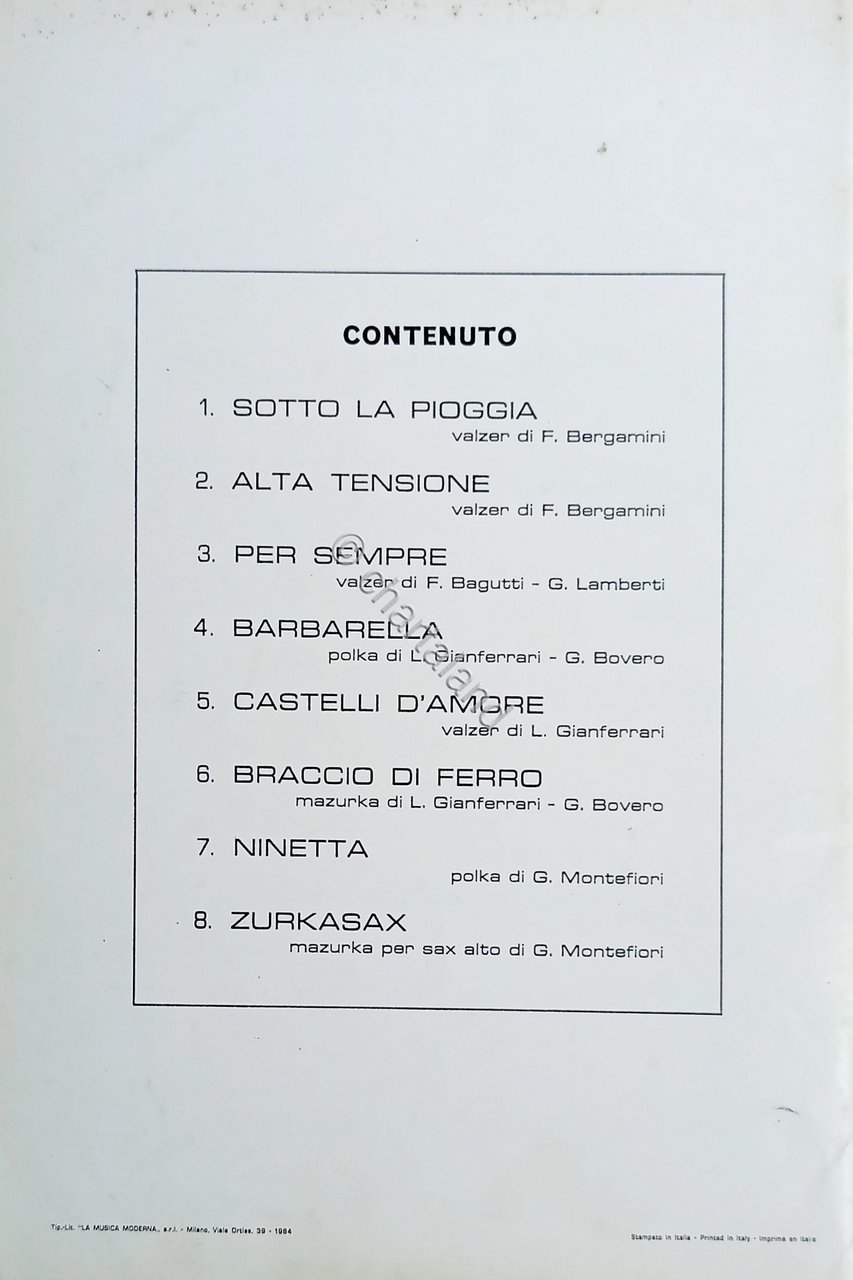 CONTENUTO
1. SOTTO LA PIOGGIA
valzer di F. Bergamini
2. ALTA TENSIONE
valzer di F. Bergamini
3. PER SEMPRE
valzer di F. Bagutti - G. Lamberti
4. BARBARELLA
polka di L. Gianferrari - G. Bovero
5. CASTELLI D'AMORE
valzer di L. Gianferrari
6. BRACCIO DI FERRO
mazurka di L. Gianferrari - G. Bovero
7. NINETTA
polka di G. Montefiori
8. ZURKASAX
mazurka per sax alto di G. Montefiori
© chartaland
Tip.-Lit. "LA MUSICA MODERNA„ s.r.l. - Milano, Viale Ortles, 39 - 1984
Stampato in Italia - Printed in Italy - Imprimé en Italie